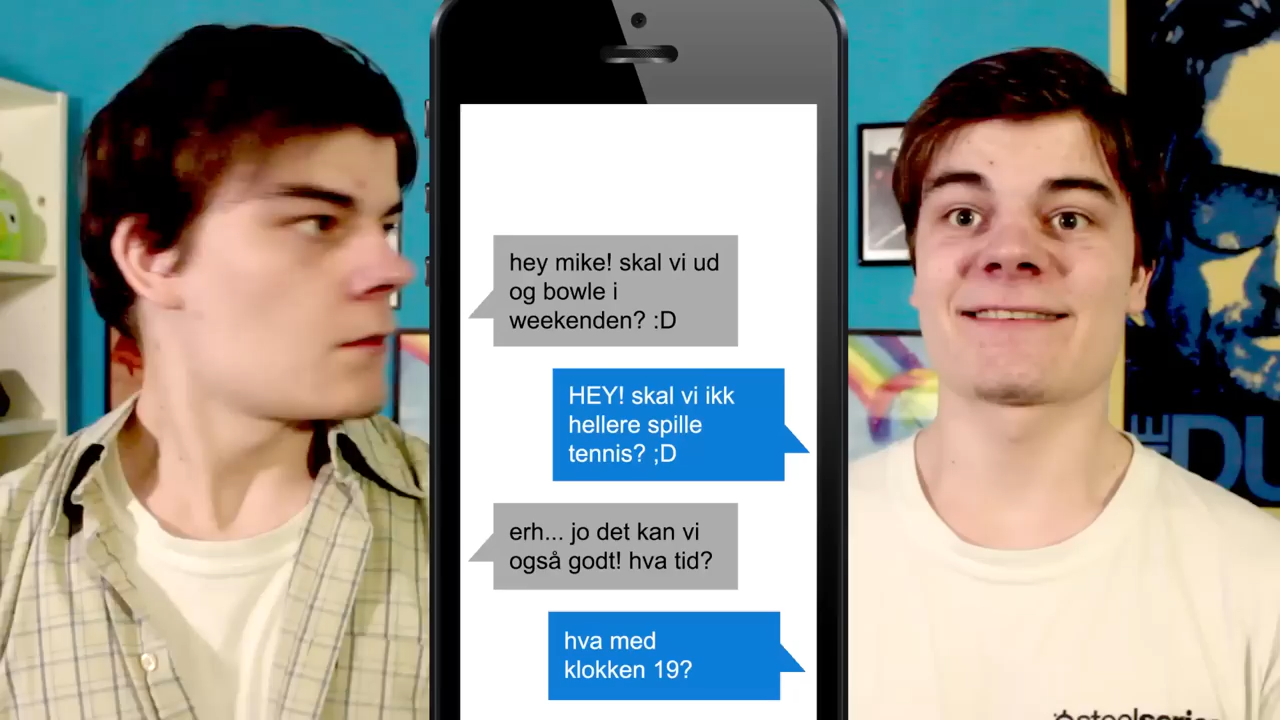 hey mike! skal vi ud
og bowle i
weekenden? :D
HEY! skal vi ikk
hellere spille
tennis? ;D
erh... jo det kan vi
også godt! hva tid?
hva med
klokken 19?
DU